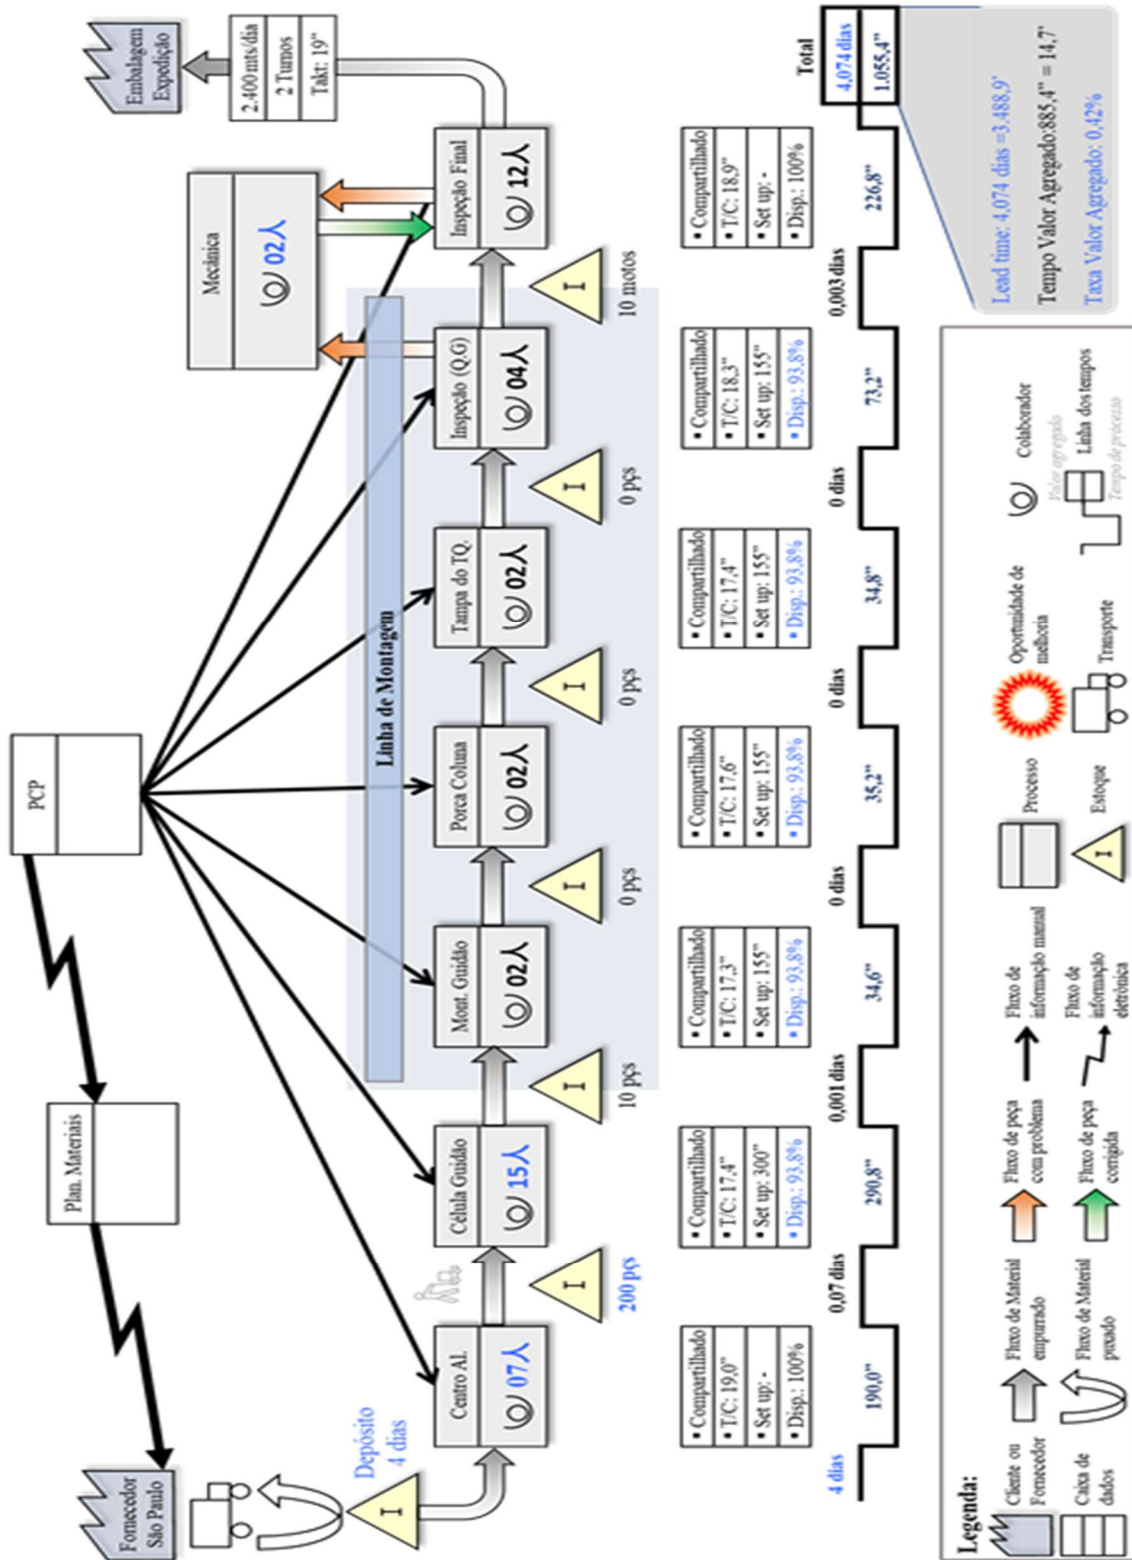 PCP
Plan. Materiais
Fornecedor
São Paulo
Embalagem
Expedição
2.400 mts/dia
2 Turnos
Takt: 19"
Mecânica
02
Depósito
4 dias
Linha de Montagem
Centro Al.
07
Célula Guidão
15
Mont. Guidão
02
Porca Coluna
02
Tampa do TQ.
02
Inspeção (Q.G)
04
Inspeção Final
12
I
I
I
I
I
I
I
200 pçs
10 pçs
0 pçs
0 pçs
0 pçs
10 motos
▪ Compartilhado
▪ T/C: 19,0"
▪ Set up: -
▪ Disp.: 100%
▪ Compartilhado
▪ T/C: 17,4"
▪ Set up: 300"
▪ Disp.: 93,8%
▪ Compartilhado
▪ T/C: 17,3"
▪ Set up: 155"
▪ Disp.: 93,8%
▪ Compartilhado
▪ T/C: 17,6"
▪ Set up: 155"
▪ Disp.: 93,8%
▪ Compartilhado
▪ T/C: 17,4"
▪ Set up: 155"
▪ Disp.: 93,8%
▪ Compartilhado
▪ T/C: 18,3"
▪ Set up: 155"
▪ Disp.: 93,8%
▪ Compartilhado
▪ T/C: 18,9"
▪ Set up: -
▪ Disp.: 100%
4 dias
190,0"
0,07 dias
290,8"
0,001 dias
34,6"
0 dias
35,2"
0 dias
34,8"
0 dias
73,2"
0,003 dias
226,8"
Total
4,074 dias
1.055,4"
Lead time: 4,074 dias =3.488,9'
Tempo Valor Agregado:885,4" = 14,7'
Taxa Valor Agregado: 0,42%
Legenda:
Cliente ou
Fornecedor
Caixa de
dados
Fluxo de Material
empurrado
Fluxo de Material
puxado
Fluxo de peça
com problema
Fluxo de peça
corrigida
Fluxo de
informação manual
Fluxo de
informação
eletrônica
Processo
I
Estoque
Oportunidade de
melhoria
Transporte
Colaborador
Valor agregado
Linha dos tempos
Tempo de processo